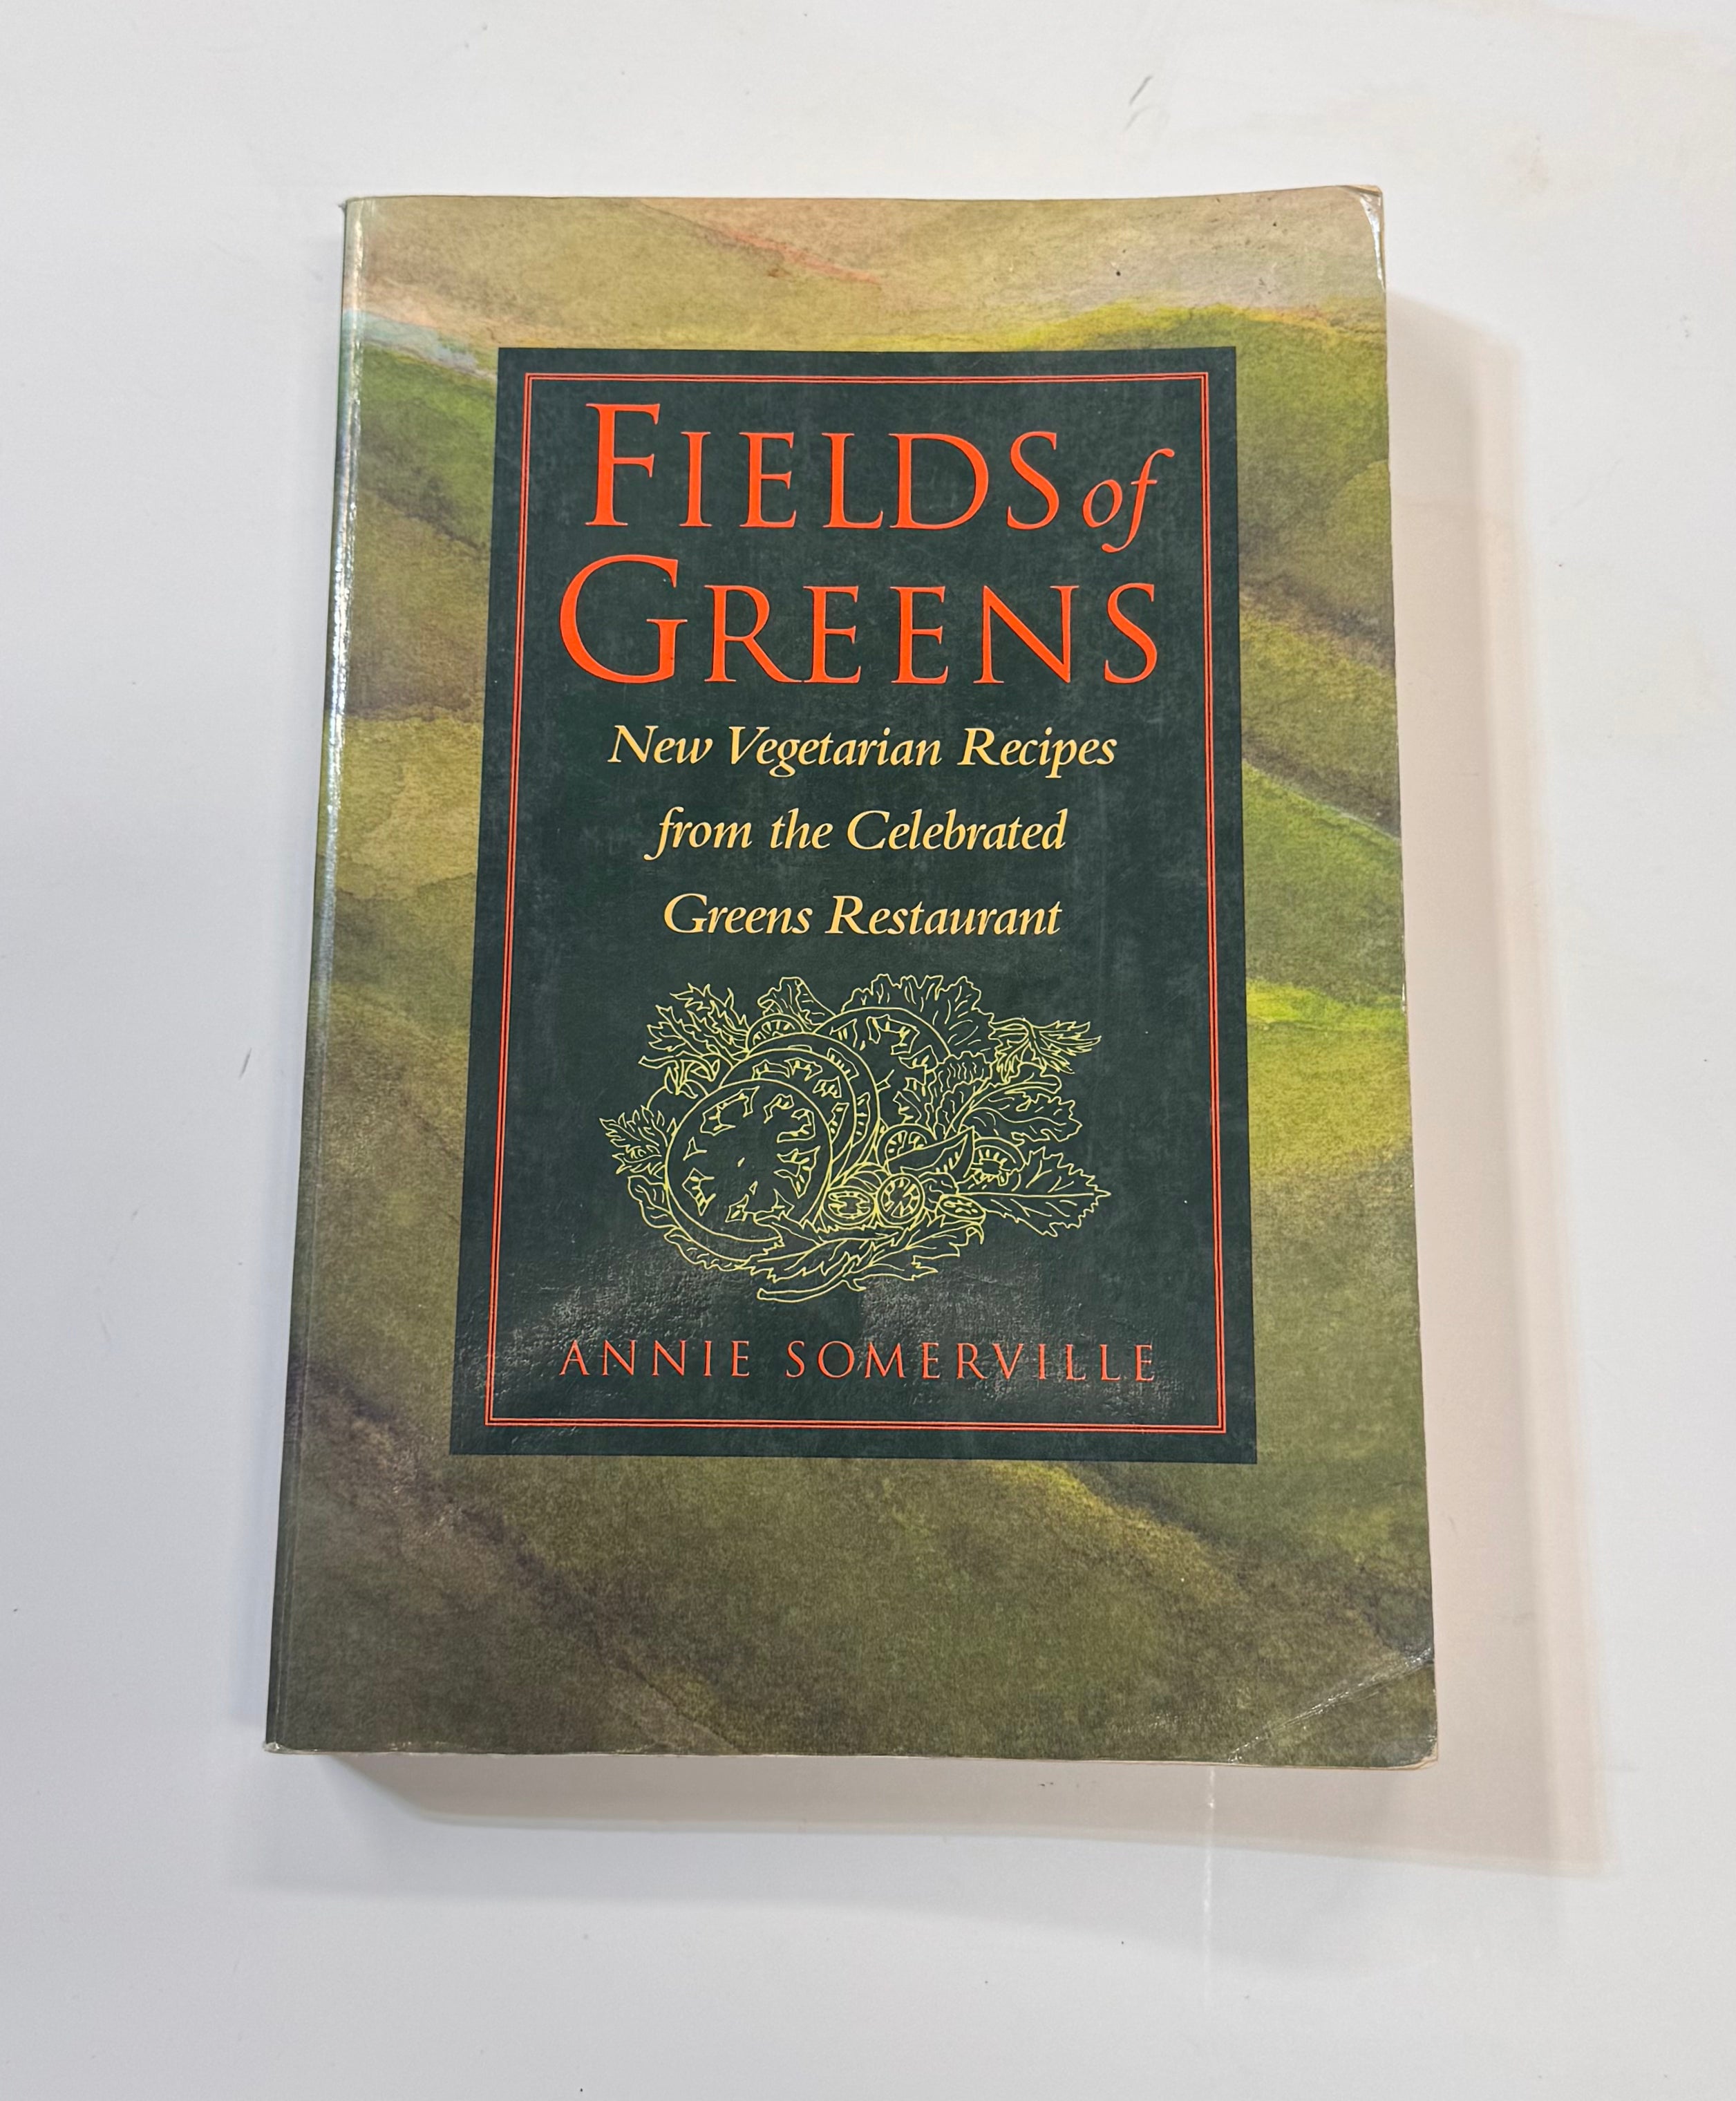 FIELDS of
GREENS
New Vegetarian Recipes
from the Celebrated
Greens Restaurant
ANNIE SOMERVILLE